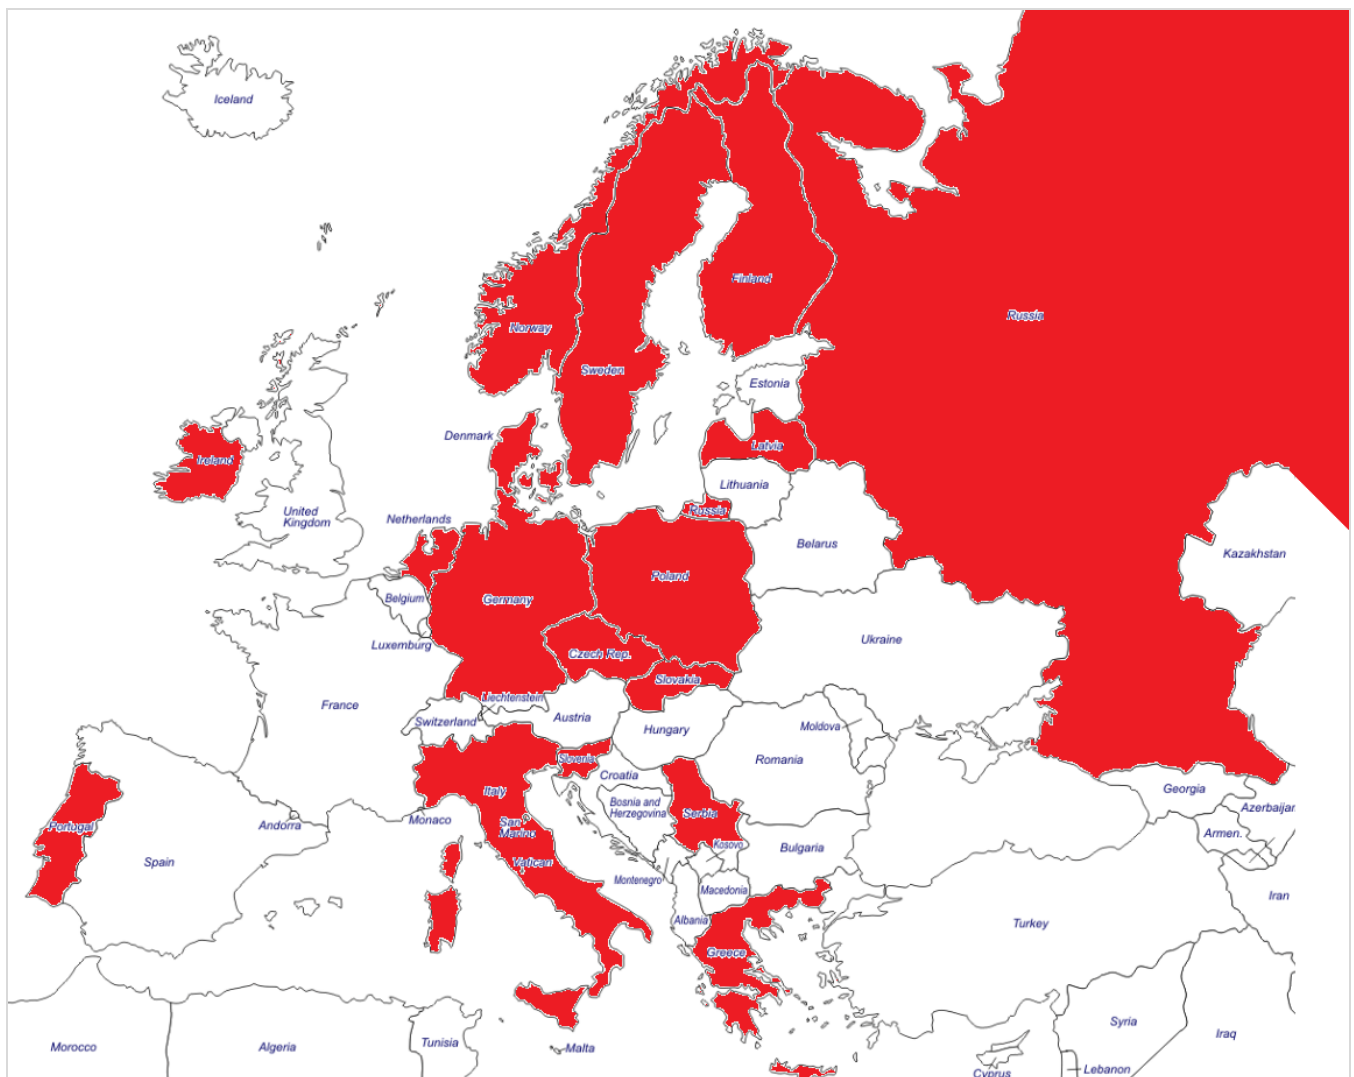 Iceland
Finland
Norway
Russia
Sweden
Estonia
Denmark
Latvia
Ireland
Lithuania
United
Kingdom
Netherlands
Russia
Belarus
Kazakhstan
Poland
Belgium
Germany
Luxemburg
Ukraine
Czech Rep.
Slovakia
Liechtenstein
France
Switzerland
Austria
Hungary
Moldova
Slovenia
Romania
Croatia
Italy
Georgia
Bosnia and
Herzegovina
Azerbaijan
Serbia
Monaco
San
Marino
Andorra
Portugal
Armen.
Kosovo
Bulgaria
Spain
Vatican
Montenegro
Macedonia
Iran
Albania
Turkey
Greece
Syria
Iraq
Morocco
Algeria
Tunisia
Malta
Cyprus
Lebanon